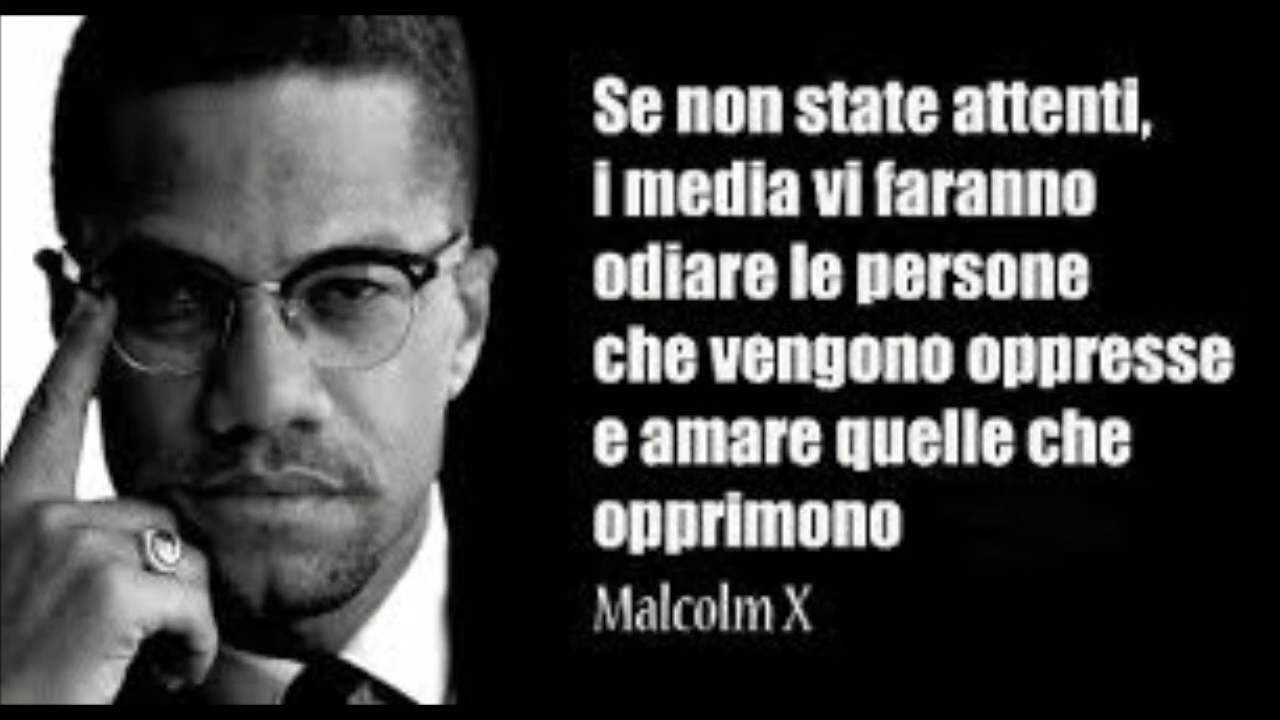 Se non state attenti,
i media vi faranno
odiare le persone
che vengono oppresse
e amare quelle che
opprimono
Malcolm X